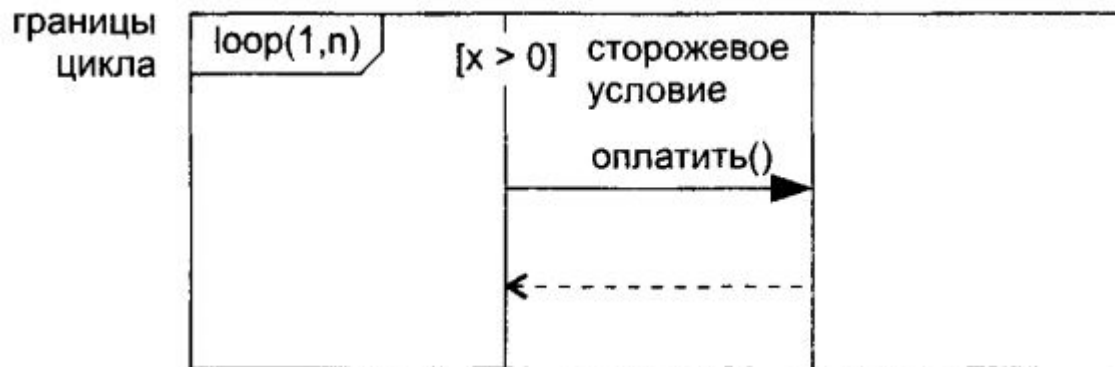 границы
цикла
loop(1,n)
[x > 0]
сторожевое
условие
оплатить()